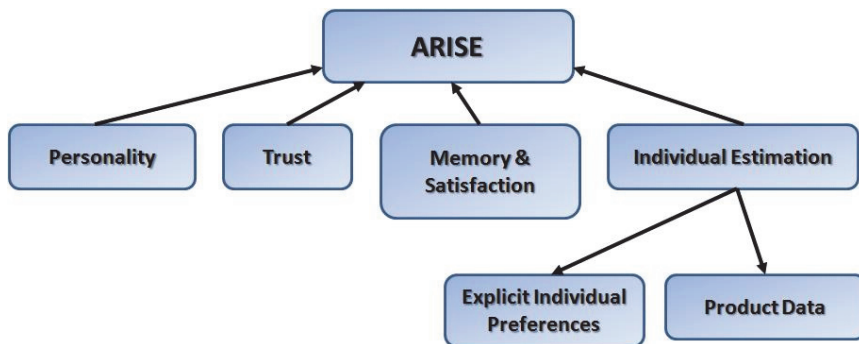 ARISE
Personality
Trust
Memory &
Satisfaction
Individual Estimation
Explicit Individual
Preferences
Product Data